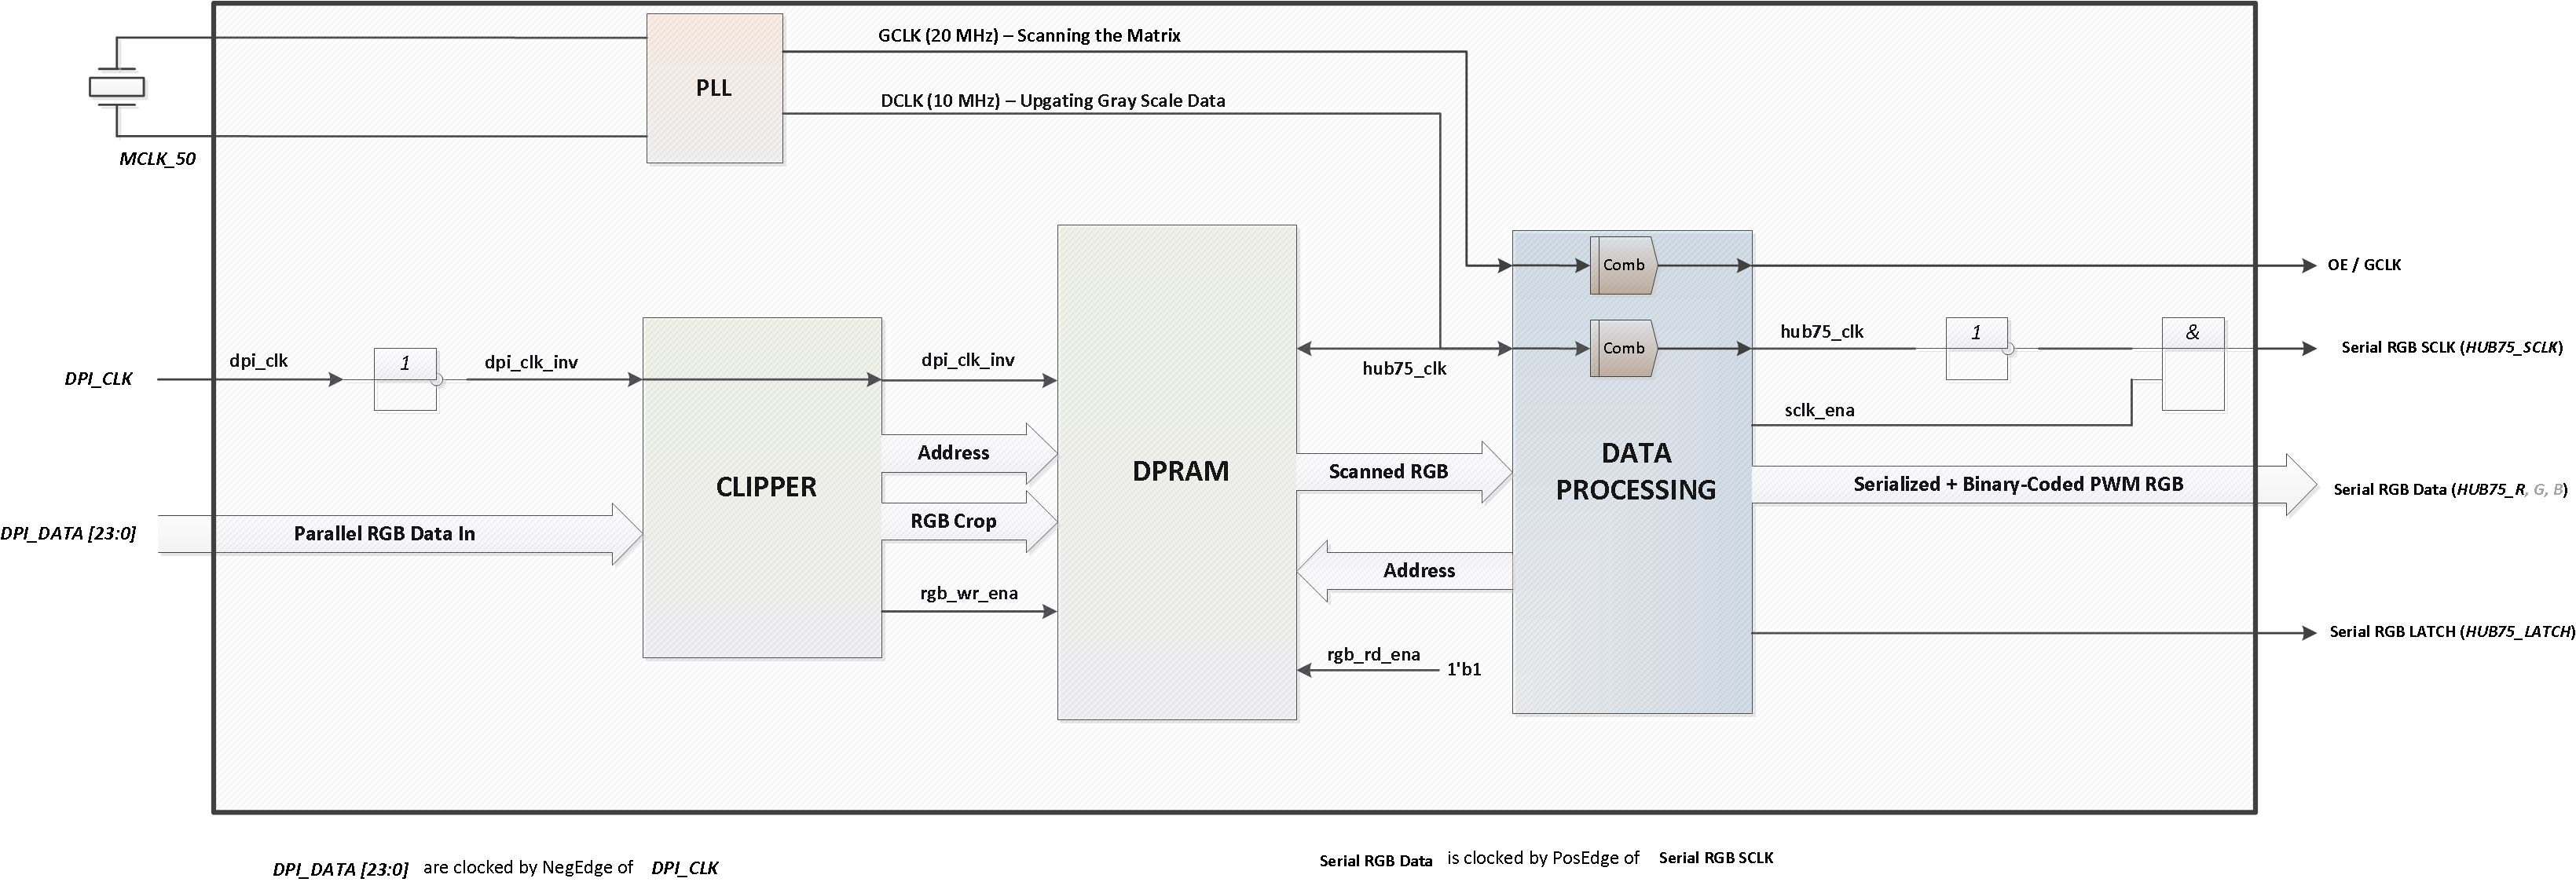 GCLK (20 MHz) – Scanning the Matrix
PLL
DCLK (10 MHz) – Upgating Gray Scale Data
MCLK_50
Comb
OE / GCLK
dpi_clk
1
dpi_clk_inv
dpi_clk_inv
hub75_clk
Comb
hub75_clk
1
&
Serial RGB SCLK (HUB75_SCLK)
DPI_CLK
sclk_ena
CLIPPER
Address
DPRAM
Scanned RGB
DATA
PROCESSING
Serialized + Binary-Coded PWM RGB
Serial RGB Data (HUB75_R, G, B)
DPI_DATA [23:0]
Parallel RGB Data In
RGB Crop
Address
rgb_wr_ena
rgb_rd_ena
1'b1
Serial RGB LATCH (HUB75_LATCH)
DPI_DATA [23:0] are clocked by NegEdge of DPI_CLK
Serial RGB Data is clocked by PosEdge of Serial RGB SCLK